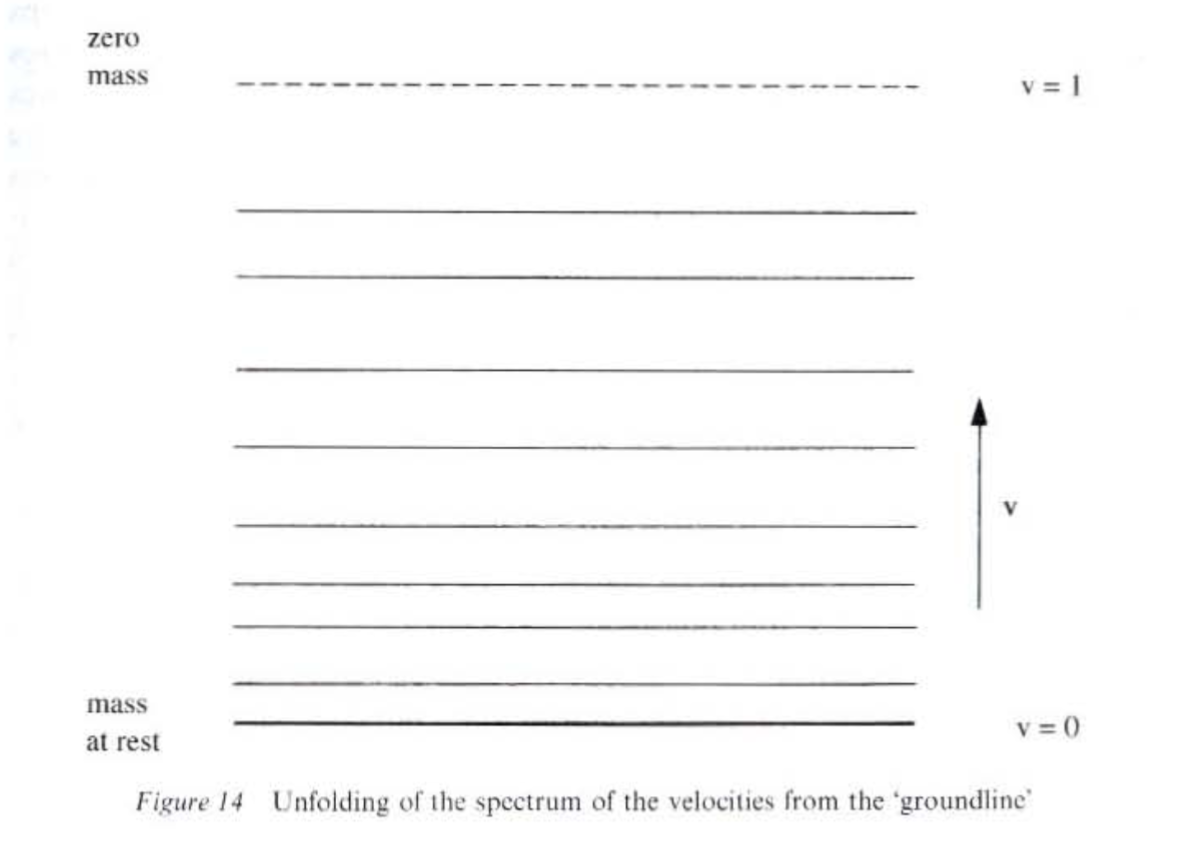 zero
mass
v = 1
v
mass
at rest
v = 0
Figure 14 Unfolding of the spectrum of the velocities from the ‘groundline’